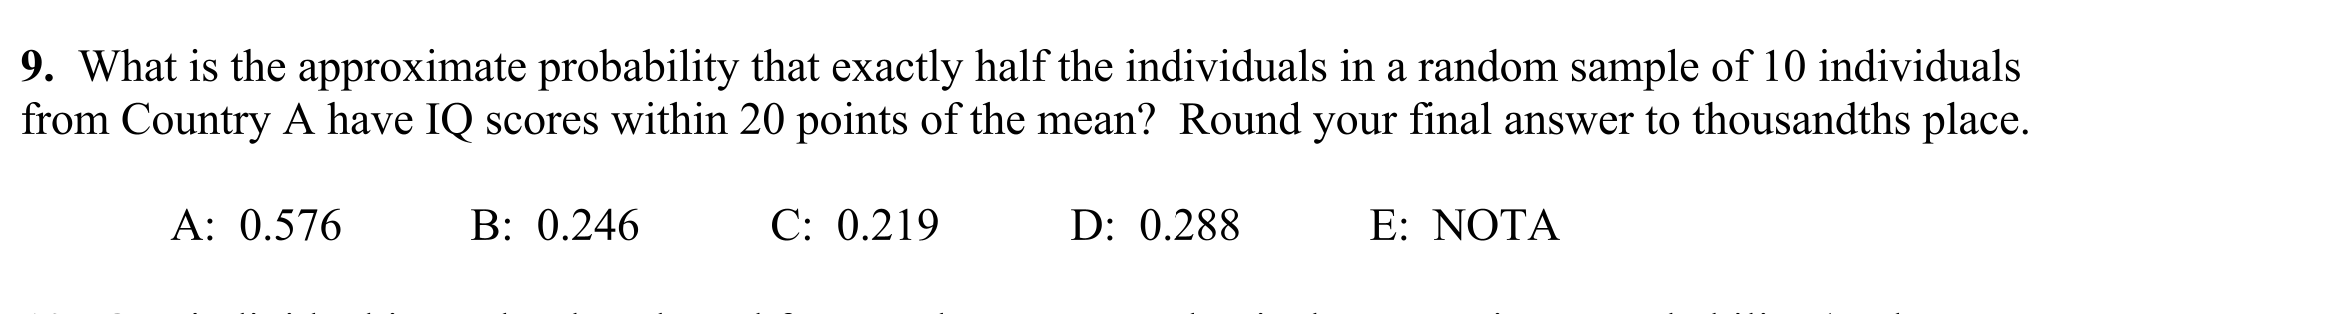 9. What is the approximate probability that exactly half the individuals in a random sample of 10 individuals
from Country A have IQ scores within 20 points of the mean? Round your final answer to thousandths place.
A: 0.576 B: 0.246 C: 0.219 D: 0.288 E: NOTA